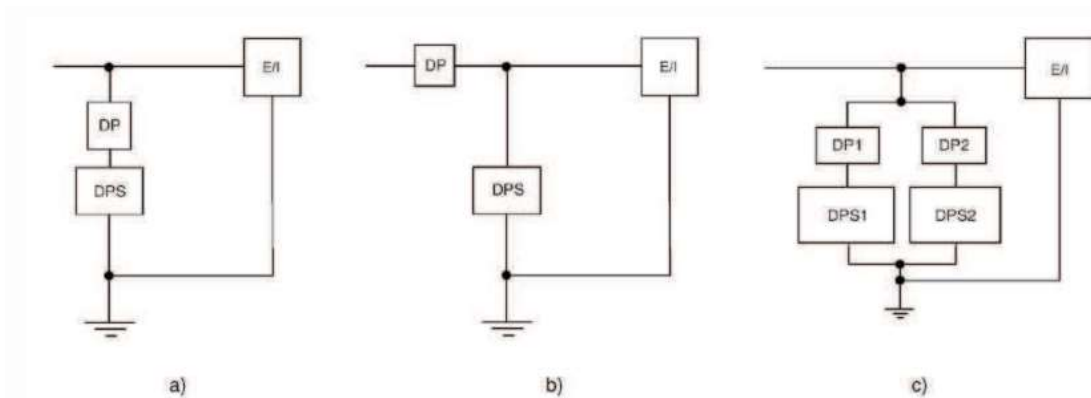 E/I
DP
DPS
a)
DP
E/I
DPS
b)
E/I
DP1 DP2
DPS1 DPS2
c)